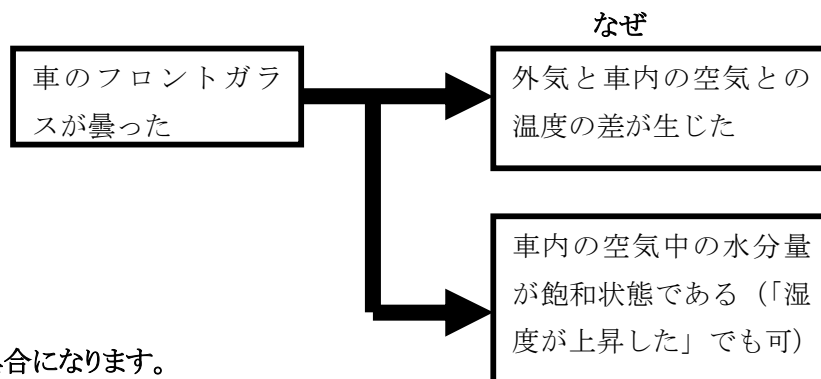 なぜ
車のフロントガラ
スが曇った
外気と車内の空気との
温度の差が生じた
車内の空気中の水分量
が飽和状態である（「湿
度が上昇した」でも可）
合になります。